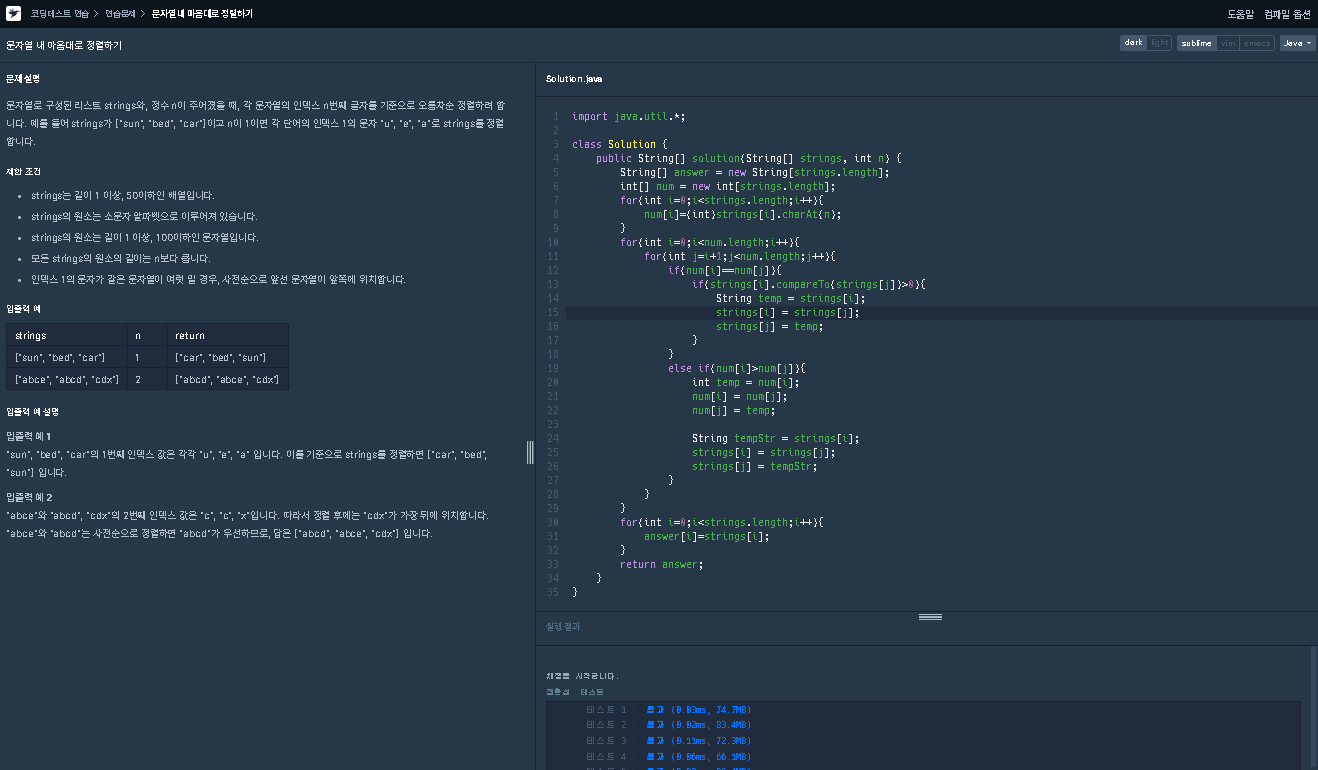 코딩테스트 연습 > 연습문제 > 문자열 내 마음대로 정렬하기
도움말 컴파일 옵션
문자열 내 마음대로 정렬하기
dark light sublime vim emacs Java
문제 설명
문자열로 구성된 리스트 strings와, 정수 n이 주어졌을 때, 각 문자열의 인덱스 n번째 글자를 기준으로 오름차순 정렬하려 합
니다. 예를 들어 strings가 ["sun", "bed", "car"]이고 n이 1이면 각 단어의 인덱스 1의 문자 "u", "e", "a"로 strings를 정렬
합니다.
제한 조건
• strings는 길이 1 이상, 50이하인 배열입니다.
• strings의 원소는 소문자 알파벳으로 이루어져 있습니다.
• strings의 원소는 길이 1 이상, 100이하인 문자열입니다.
• 모든 strings의 원소의 길이는 n보다 큽니다.
• 인덱스 1의 문자가 같은 문자열이 여럿 일 경우, 사전순으로 앞선 문자열이 앞쪽에 위치합니다.
입출력 예
strings n return
["sun", "bed", "car"] 1 ["car", "bed", "sun"]
["abce", "abcd", "cdx"] 2 ["abcd", "abce", "cdx"]
입출력 예 설명
입출력 예 1
"sun", "bed", "car"의 1번째 인덱스 값은 각각 "u", "e", "a" 입니다. 이를 기준으로 strings를 정렬하면 ["car", "bed",
"sun"] 입니다.
입출력 예 2
"abce"와 "abcd", "cdx"의 2번째 인덱스 값은 "c", "c", "x"입니다. 따라서 정렬 후에는 "cdx"가 가장 뒤에 위치합니다.
"abce"와 "abcd"는 사전순으로 정렬하면 "abcd"가 우선하므로, 답은 ["abcd", "abce", "cdx"] 입니다.
Solution.java
1 import java.util.*;
2
3 class Solution {
4 public String[] solution(String[] strings, int n) {
5 String[] answer = new String[strings.length];
6 int[] num = new int[strings.length];
7 for(int i=0;i<strings.length;i++){
8 num[i]=(int)strings[i].charAt(n);
9 }
10 for(int i=0;i<num.length;i++){
11 for(int j=i+1;j<num.length;j++){
12 if(num[i]==num[j]){
13 if(strings[i].compareTo(strings[j])>0){
14 String temp = strings[i];
15 strings[i] = strings[j];
16 strings[j] = temp;
17 }
18 }
19 else if(num[i]>num[j]){
20 int temp = num[i];
21 num[i] = num[j];
22 num[j] = temp;
23
24 String tempStr = strings[i];
25 strings[i] = strings[j];
26 strings[j] = tempStr;
27 }
28 }
29 }
30 for(int i=0;i<strings.length;i++){
31 answer[i]=strings[i];
32 }
33 return answer;
34 }
35 }
실행 결과
채점을 시작합니다.
정확성 테스트
테스트 1 〉 통과 (0.03ms, 74.7MB)
테스트 2 〉 통과 (0.02ms, 83.4MB)
테스트 3 〉 통과 (0.11ms, 72.3MB)
테스트 4 〉 통과 (0.06ms, 66.1MB)